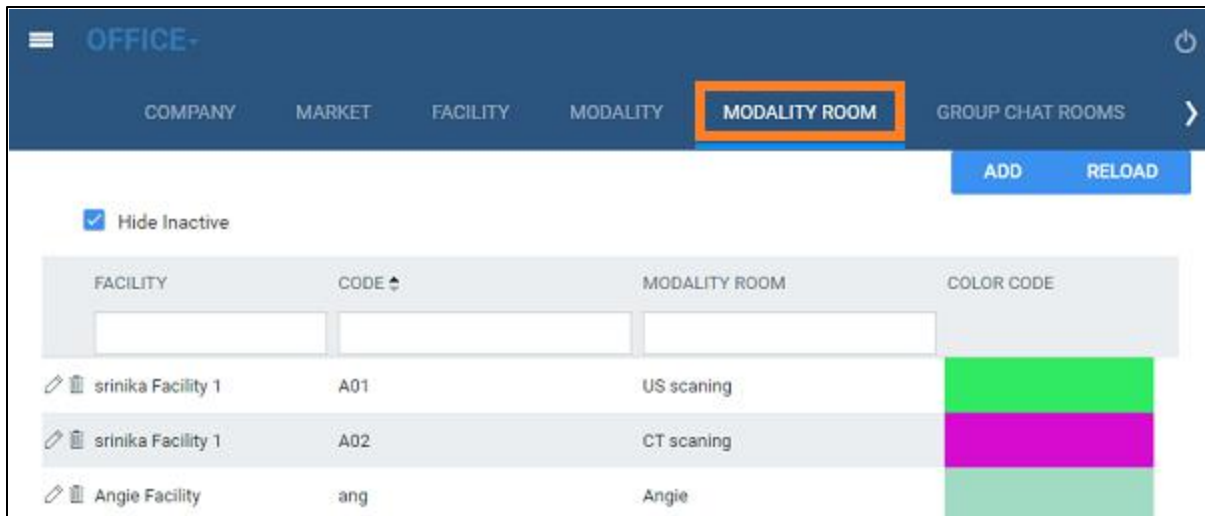 OFFICE
COMPANY MARKET FACILITY MODALITY MODALITY ROOM GROUP CHAT ROOMS
ADD RELOAD
Hide Inactive
FACILITY CODE MODALITY ROOM COLOR CODE
srinika Facility 1 A01 US scaning
srinika Facility 1 A02 CT scaning
Angie Facility ang Angie